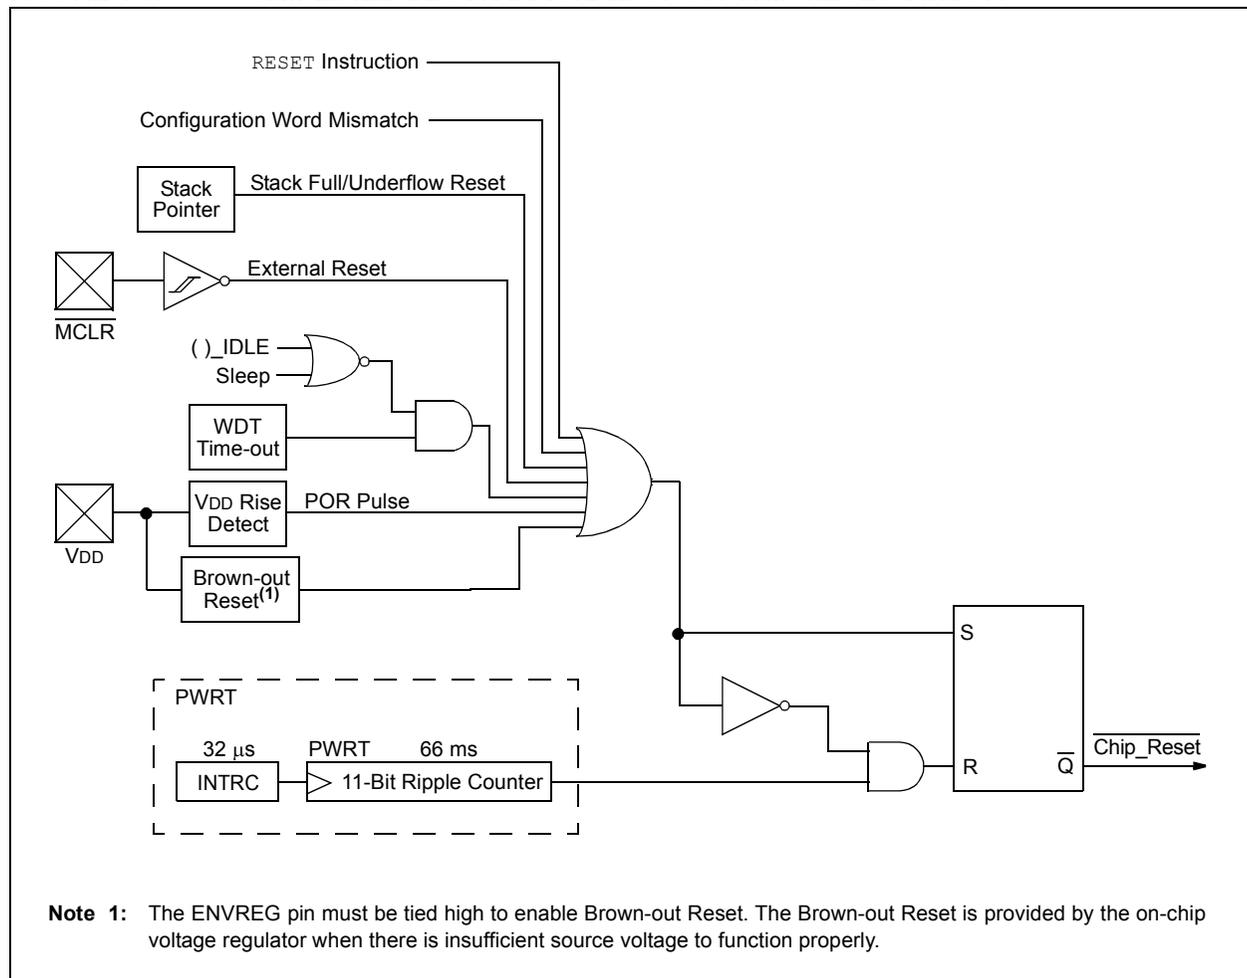 RESET Instruction
Configuration Word Mismatch
Stack
Pointer
Stack Full/Underflow Reset
External Reset
MCLR
( )_IDLE
Sleep
WDT
Time-out
VDD Rise
Detect
POR Pulse
VDD
Brown-out
Reset(1)
S
PWRT
32 μs
PWRT
66 ms
INTRC
11-Bit Ripple Counter
R
Q
Chip_Reset
Note 1: The ENVREG pin must be tied high to enable Brown-out Reset. The Brown-out Reset is provided by the on-chip
voltage regulator when there is insufficient source voltage to function properly.